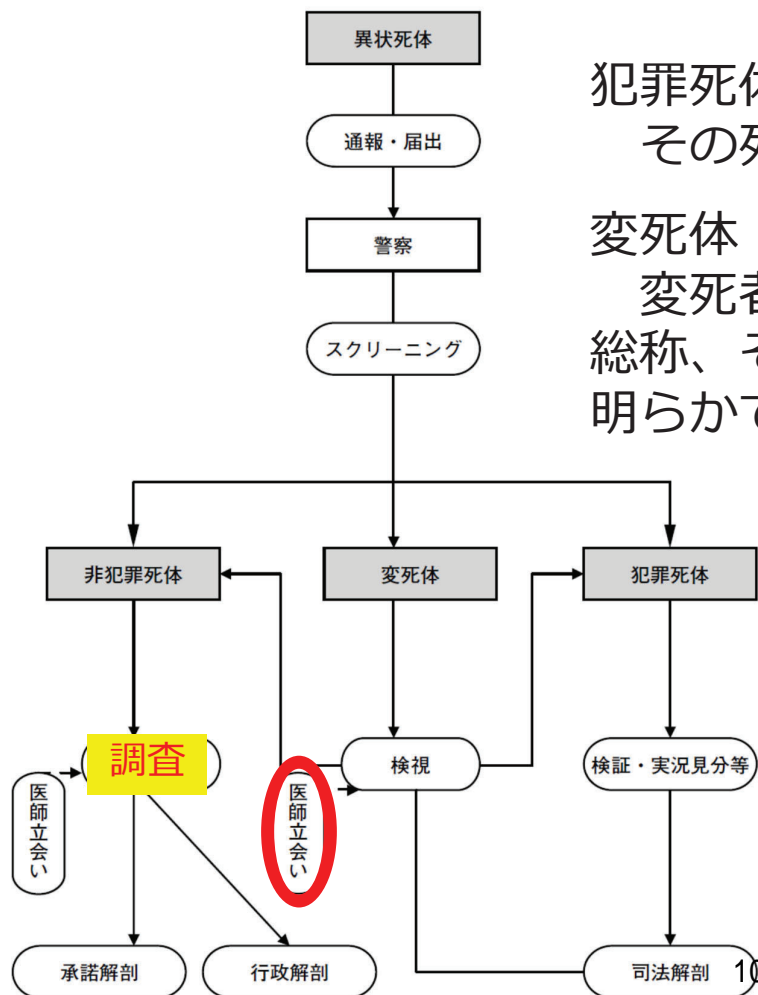 異状死体
通報・届出
警察
スクリーニング
犯罪死体
その死
変死体
変死者
総称、そ
明らかで
非犯罪死体
変死体
犯罪死体
調査
医師立会い
検視
医師立会い
検証・実況見分等
承諾解剖
行政解剖
司法解剖
10